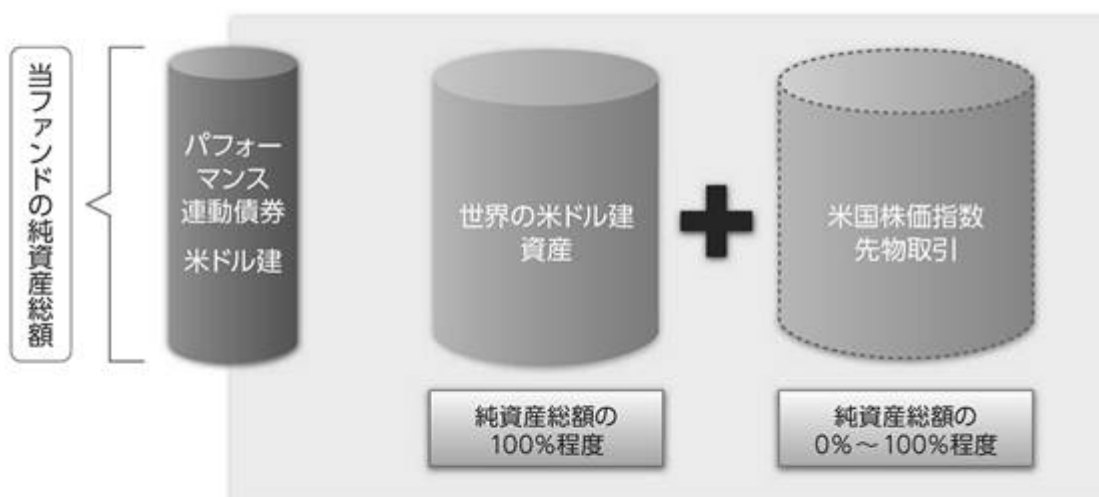 当ファンドの純資産総額
パフォー
マンス
連動債券
米ドル建
世界の米ドル建
資産
米国株価指数
先物取引
純資産総額の
100%程度
純資産総額の
0%～100%程度